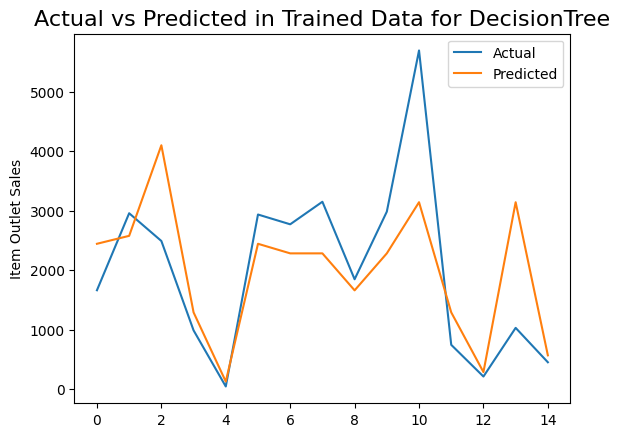 Actual vs Predicted in Trained Data for DecisionTree
Actual
Predicted
Item Outlet Sales
5000
4000
3000
2000
1000
0
0 2 4 6 8 10 12 14